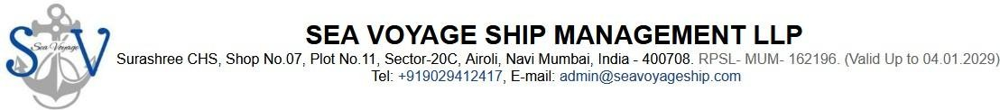 SV
Sea Voyage
SEA VOYAGE SHIP MANAGEMENT LLP
Surashree CHS, Shop No.07, Plot No.11, Sector-20C, Airoli, Navi Mumbai, India - 400708. RPSL- MUM- 162196. (Valid Up to 04.01.2029)
Tel: +919029412417, E-mail: admin@seavoyageship.com